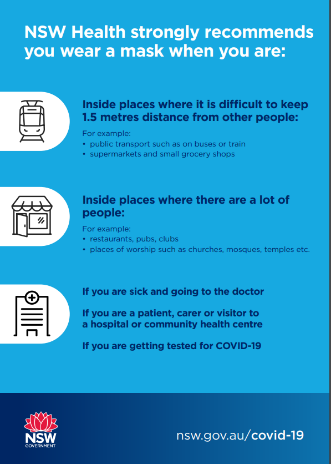 NSW Health strongly recommends
you wear a mask when you are:
Inside places where it is difficult to keep
1.5 metres distance from other people:
For example:
• public transport such as on buses or train
• supermarkets and small grocery shops
Inside places where there are a lot of
people:
For example:
• restaurants, pubs, clubs
• places of worship such as churches, mosques, temples etc.
If you are sick and going to the doctor
If you are a patient, carer or visitor to
a hospital or community health centre
If you are getting tested for COVID-19
NSW
GOVERNMENT
nsw.gov.au/covid-19